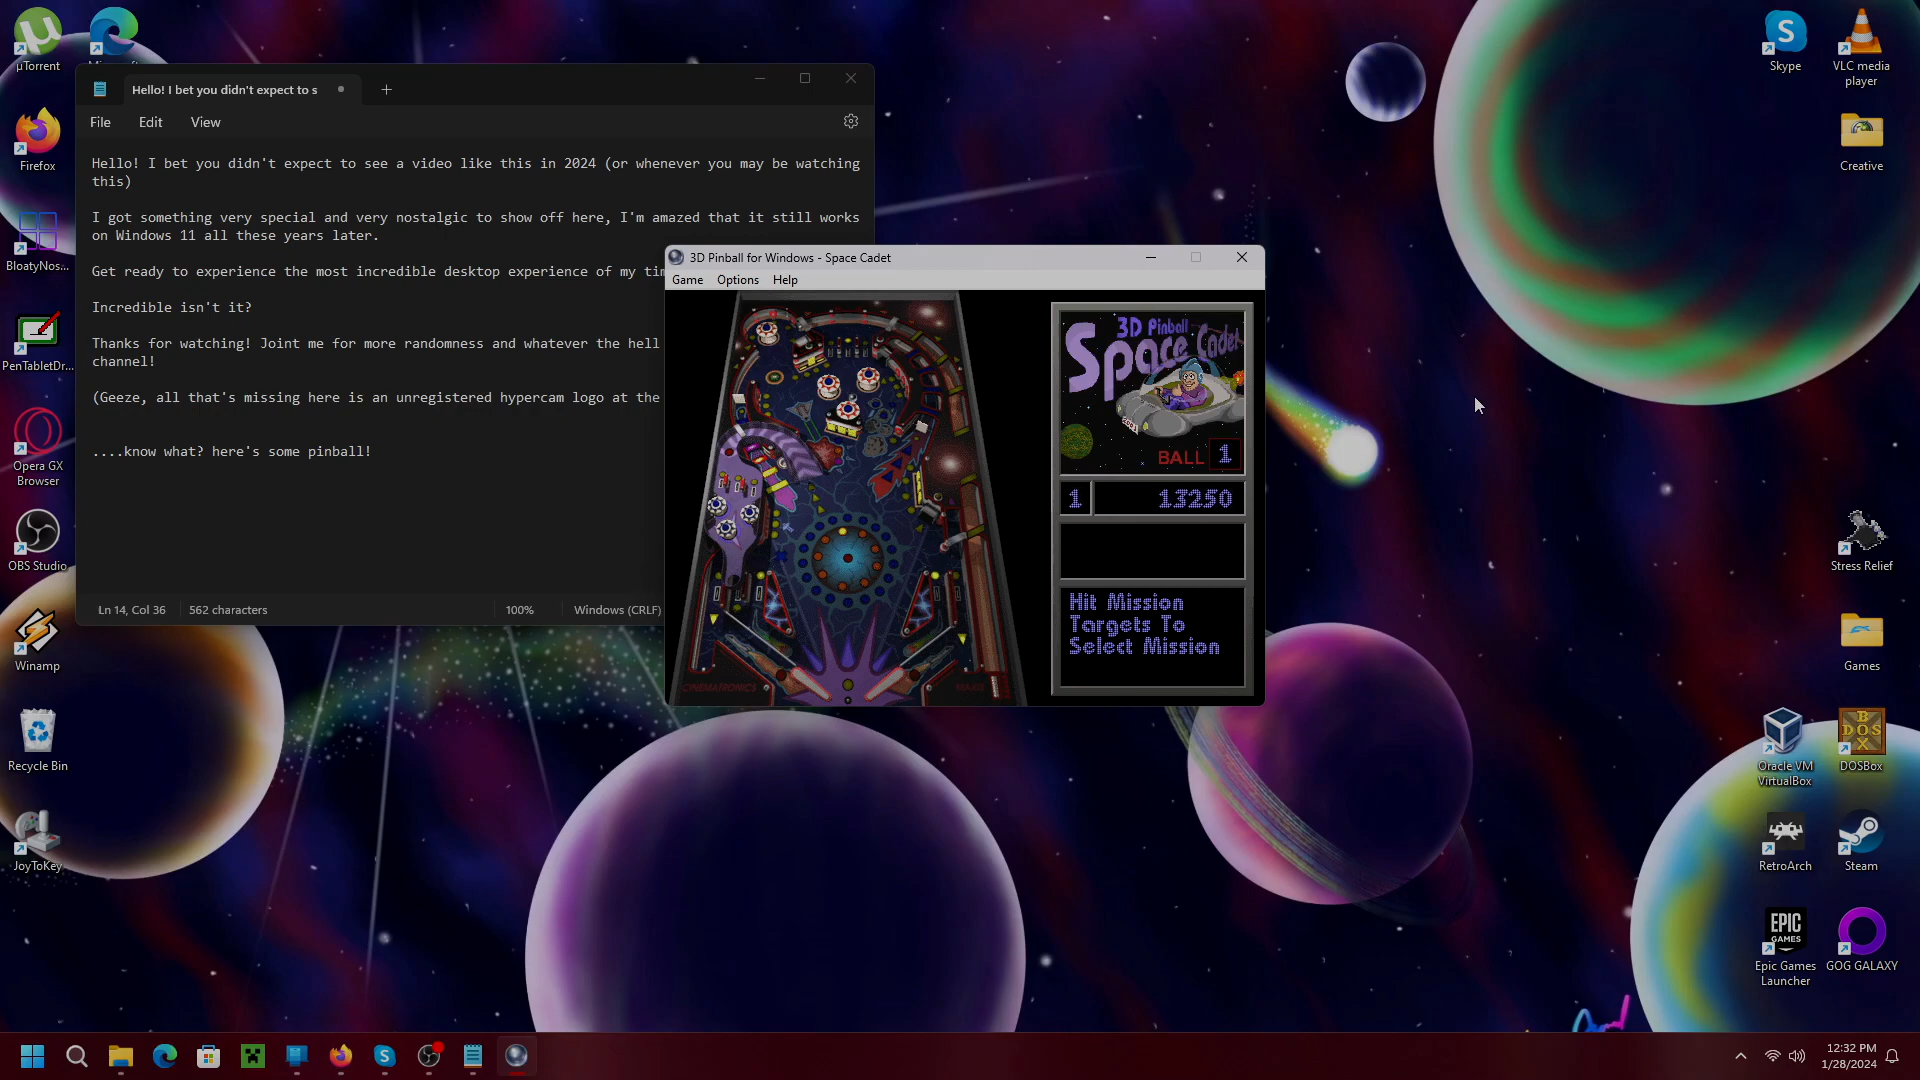 µTorrent
Firefox
BloatyNos...
PenTabletDr...
Opera GX
Browser
OBS Studio
Winamp
Recycle Bin
JoyToKey
Hello! I bet you didn't expect to s
File Edit View
Hello! I bet you didn't expect to see a video like this in 2024 (or whenever you may be watching
this)
I got something very special and very nostalgic to show off here, I'm amazed that it still works
on Windows 11 all these years later.
Get ready to experience the most incredible desktop experience of my
Incredible isn't it?
Thanks for watching! Joint me for more randomness and whatever the hell
channel!
(Geeze, all that's missing here is an unregistered hypercam logo at the
....know what? here's some pinball!
Ln 14, Col 36 562 characters 100% Windows (CRLF)
3D Pinball for Windows - Space Cadet
Game Options Help
3D Pinball
Space Cadet
BALL 1
1 13250
Hit Mission
Targets To
Select Mission
CINEMATRONICS MAXIS
Skype
VLC media
player
Creative
Stress Relief
Games
Oracle VM
VirtualBox
DOSBox
RetroArch
Steam
EPIC
GAMES
Epic Games
Launcher
GOG GALAXY
12:32 PM
1/28/2024